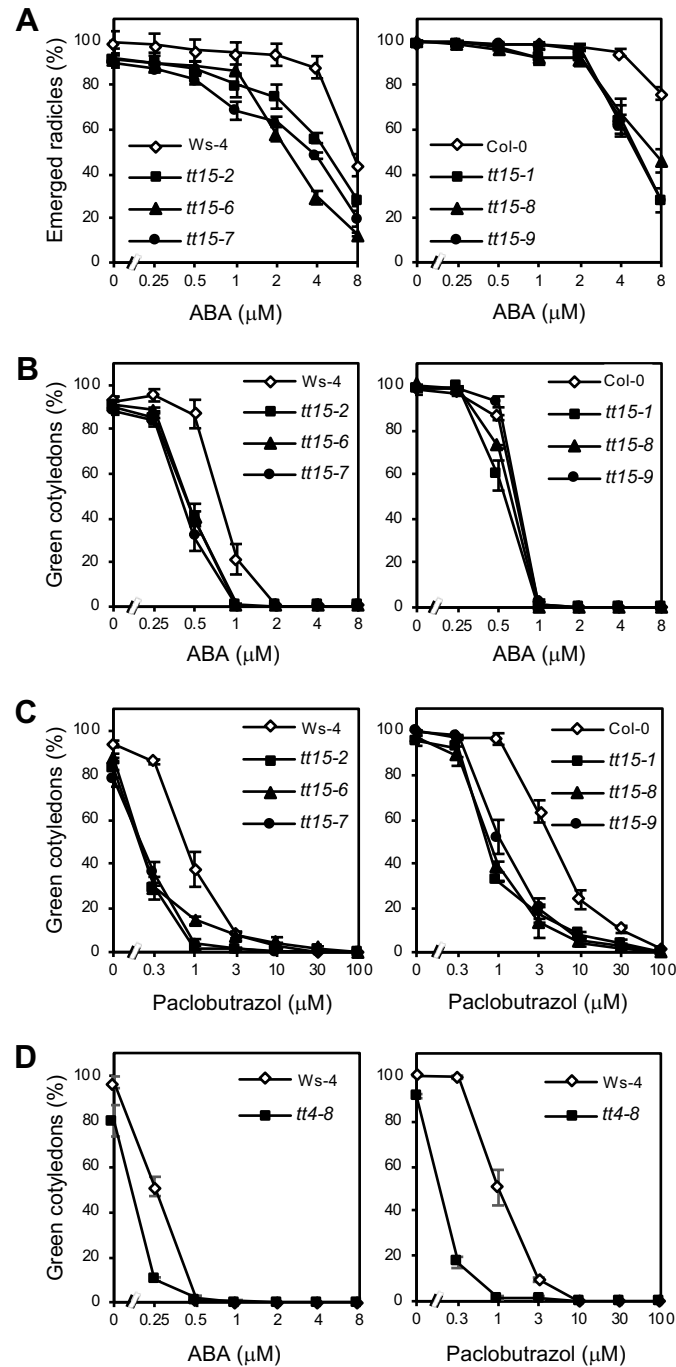 A
Emerged radicles (%)
100
80
60
40
20
0
Ws-4
tt15-2
tt15-6
tt15-7
0 0.25 0.5 1 2 4 8
ABA (μM)
100
80
60
40
20
0
Col-0
tt15-1
tt15-8
tt15-9
0 0.25 0.5 1 2 4 8
ABA (μM)
B
Green cotyledons (%)
100
80
60
40
20
0
Ws-4
tt15-2
tt15-6
tt15-7
0 0.25 0.5 1 2 4 8
ABA (μM)
100
80
60
40
20
0
Col-0
tt15-1
tt15-8
tt15-9
0 0.25 0.5 1 2 4 8
ABA (μM)
C
Green cotyledons (%)
100
80
60
40
20
0
Ws-4
tt15-2
tt15-6
tt15-7
0 0.3 1 3 10 30 100
Paclobutrazol (μM)
100
80
60
40
20
0
Col-0
tt15-1
tt15-8
tt15-9
0 0.3 1 3 10 30 100
Paclobutrazol (μM)
D
Green cotyledons (%)
100
80
60
40
20
0
Ws-4
tt4-8
0 0.25 0.5 1 2 4 8
ABA (μM)
100
80
60
40
20
0
Ws-4
tt4-8
0 0.3 1 3 10 30 100
Paclobutrazol (μM)